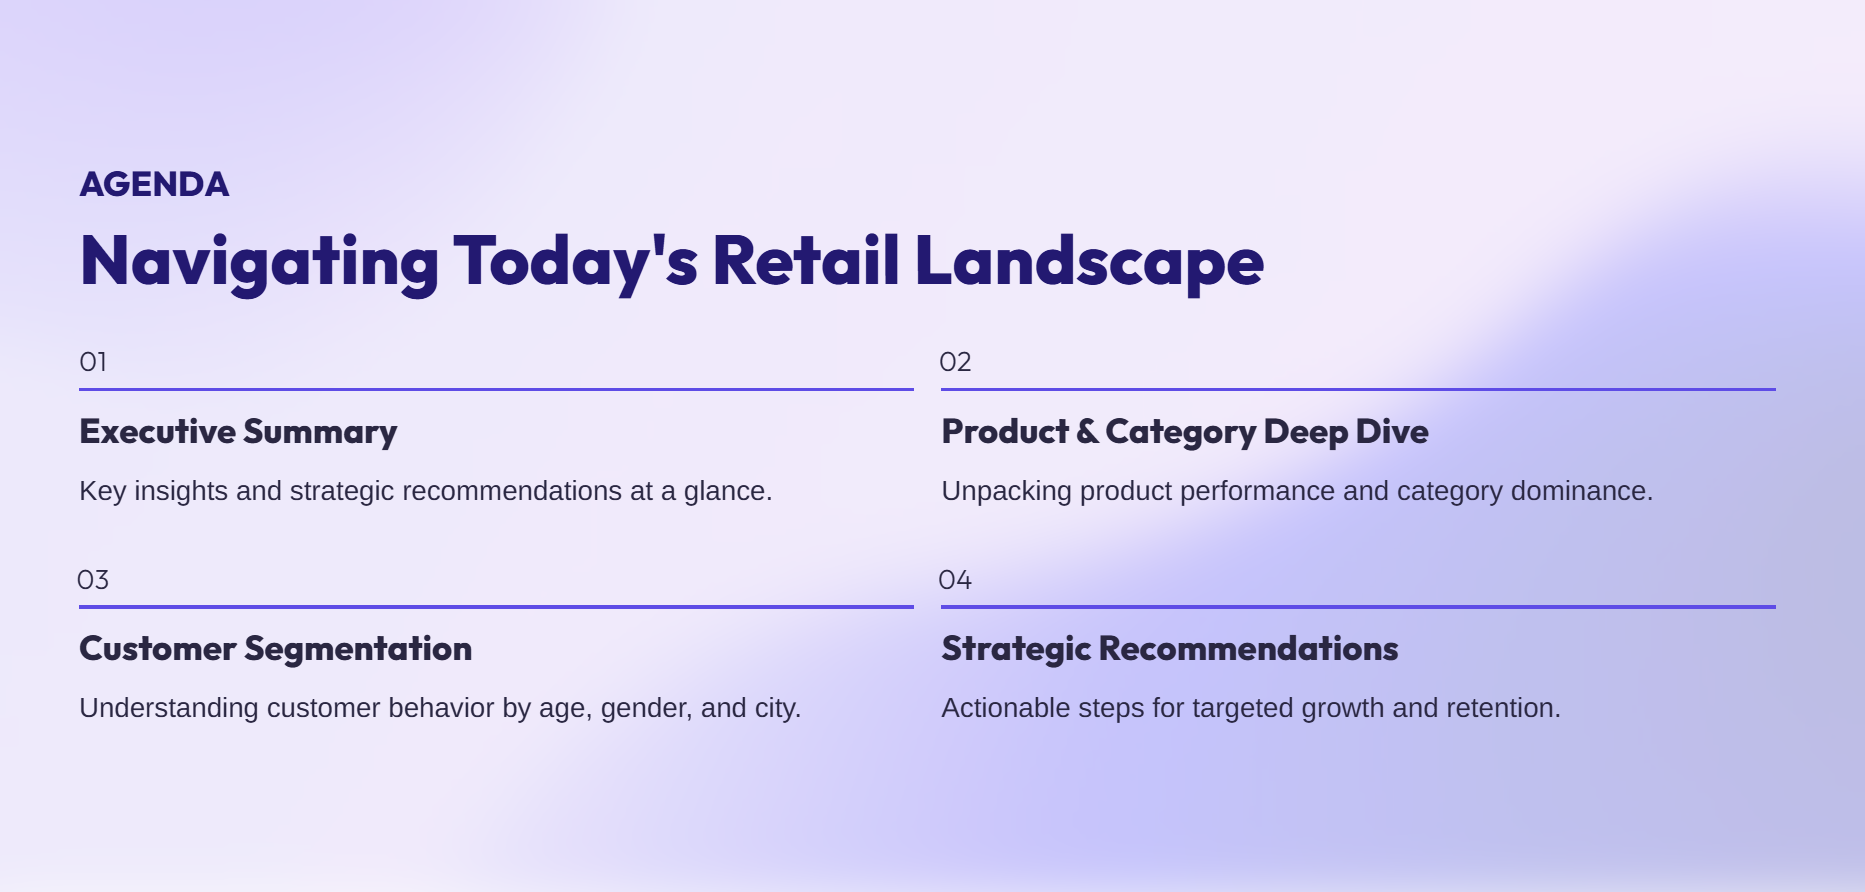 AGENDA
Navigating Today's Retail Landscape
01
Executive Summary
Key insights and strategic recommendations at a glance.
02
Product & Category Deep Dive
Unpacking product performance and category dominance.
03
Customer Segmentation
Understanding customer behavior by age, gender, and city.
04
Strategic Recommendations
Actionable steps for targeted growth and retention.